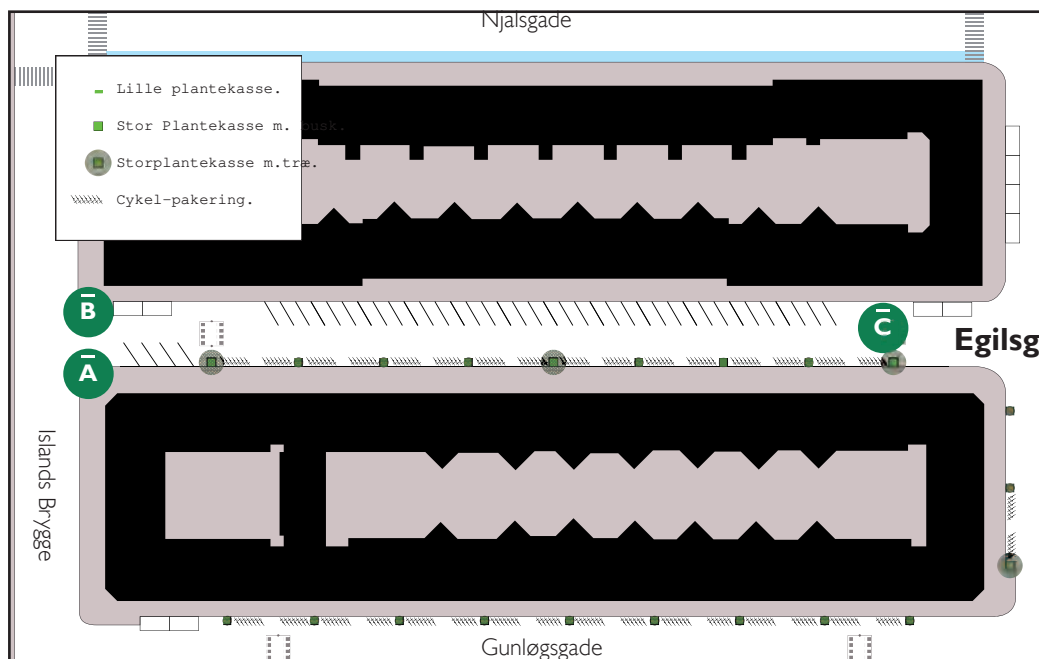 Njalsgade
Lille plantekasse.
Stor Plantekasse m. busk.
Storplantekasse m.træ.
Cykel-pakering.
B
C
Egilsg
A
Islands Brygge
Gunløgsgade